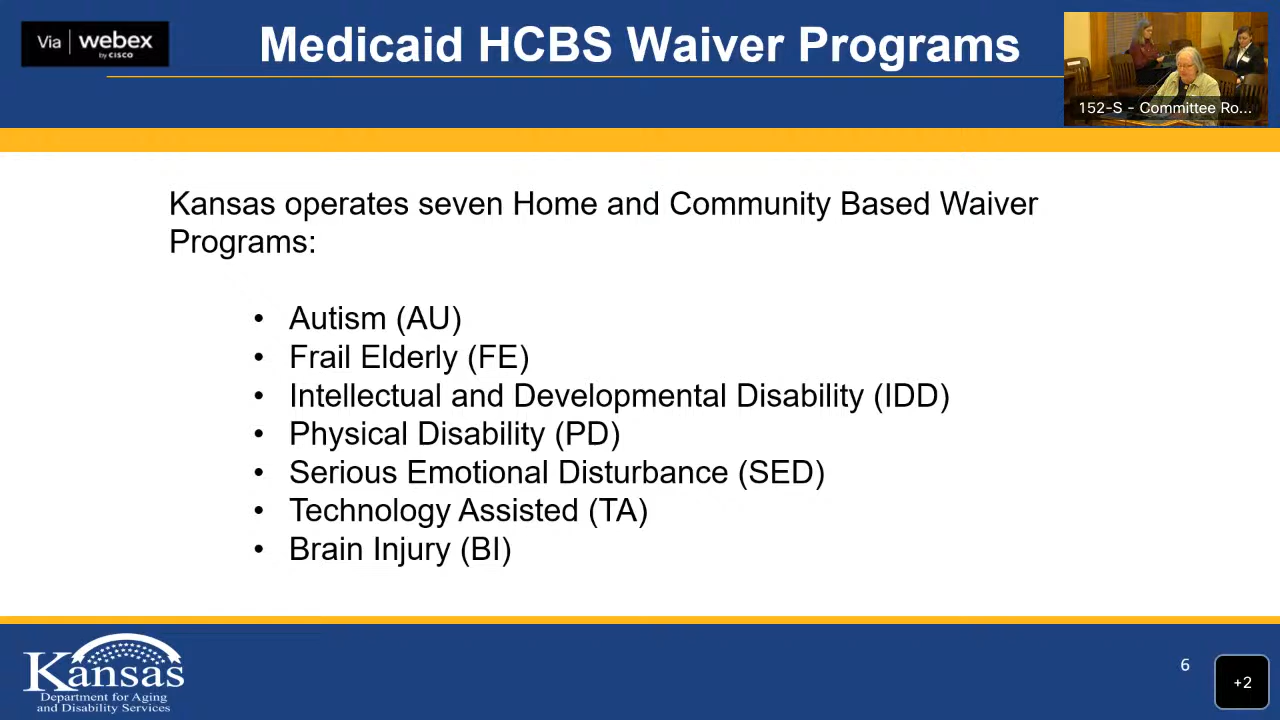 Via | webex
by CISCO
Medicaid HCBS Waiver Programs
152-S - Committee Ro...
Kansas operates seven Home and Community Based Waiver
Programs:
• Autism (AU)
• Frail Elderly (FE)
• Intellectual and Developmental Disability (IDD)
• Physical Disability (PD)
• Serious Emotional Disturbance (SED)
• Technology Assisted (TA)
• Brain Injury (BI)
Kansas
Department for Aging
and Disability Services
6
+2